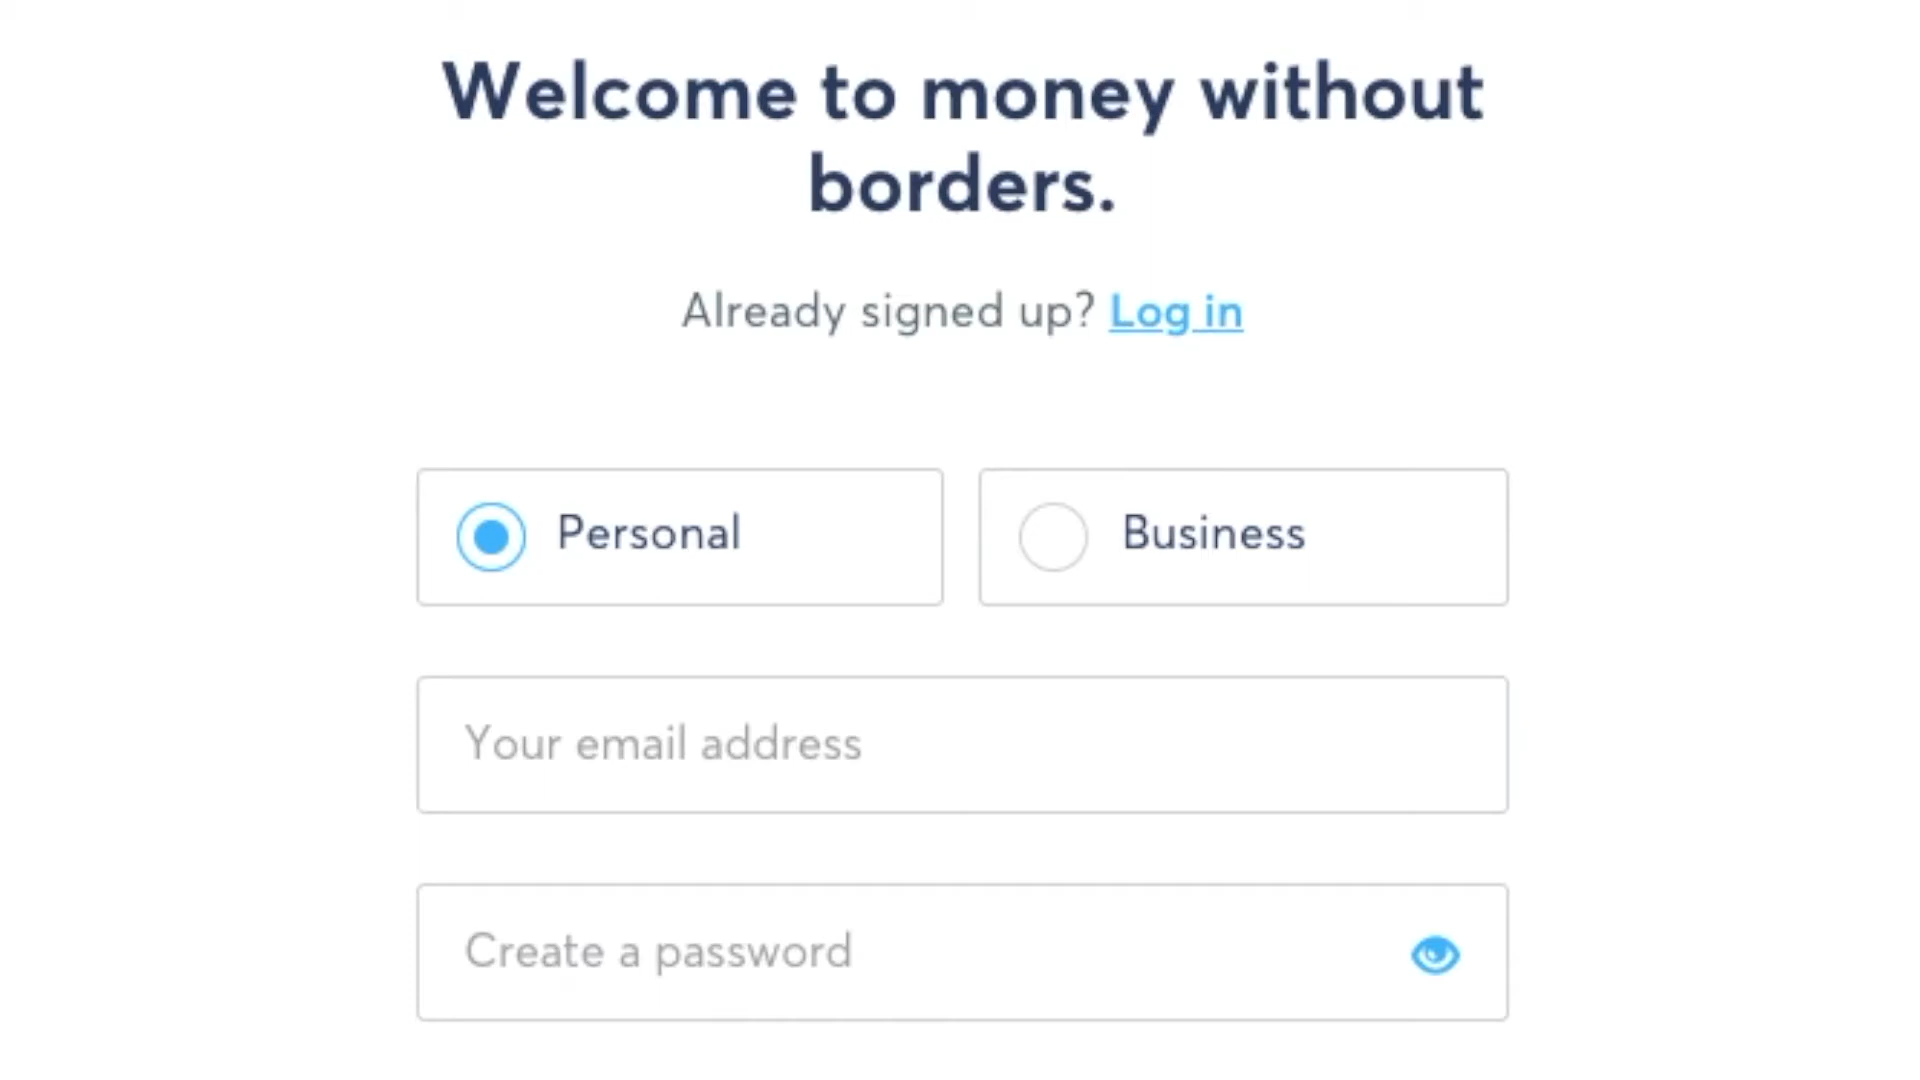 Welcome to money without
borders.
Already signed up? Log in
Personal
Business
Your email address
Create a password